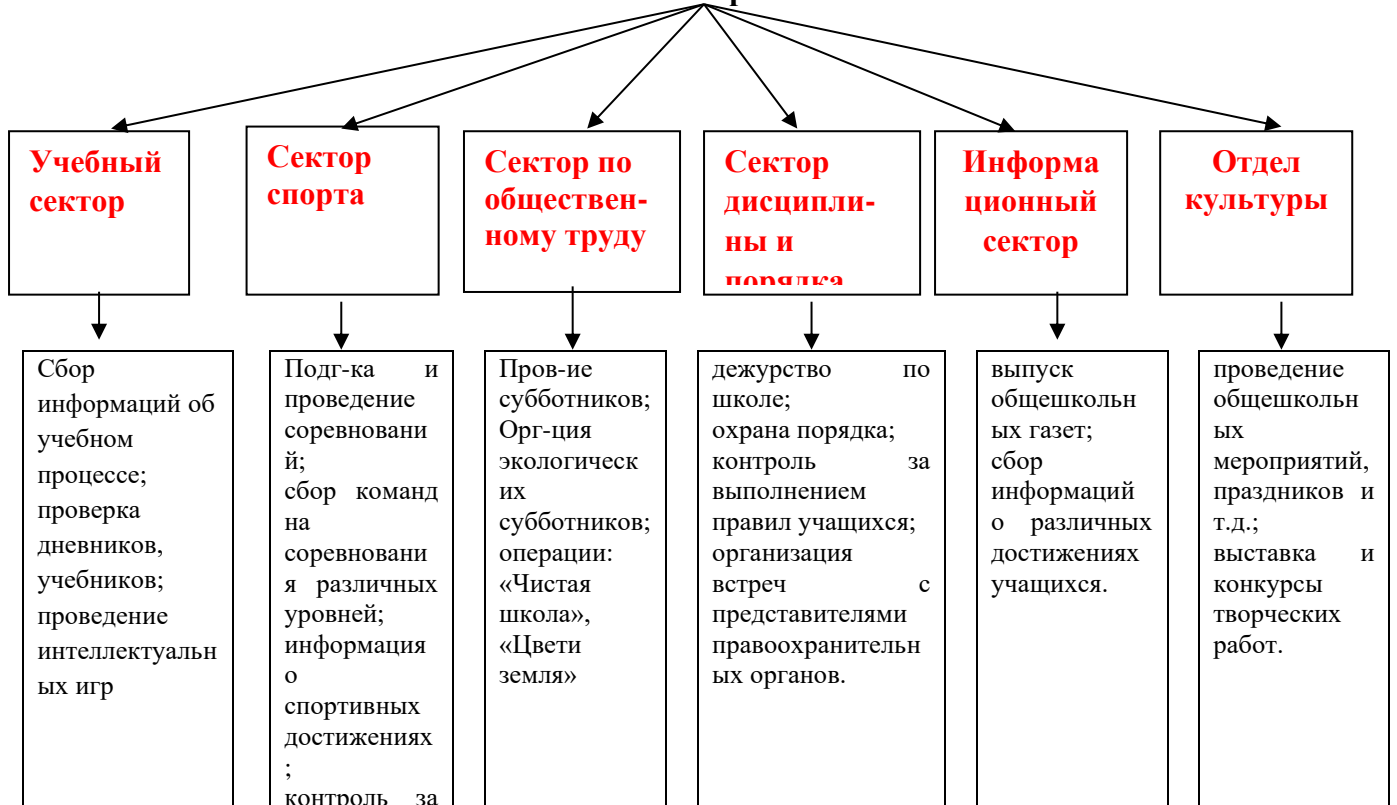 Учебный
сектор
Сектор
спорта
Сектор по
обществен-
ному труду
Сектор
дисципли-
ны и
порядка
Информа
ционный
сектор
Отдел
культуры
Сбор
информаций об
учебном
процессе;
проверка
дневников,
учебников;
проведение
интеллектуальн
ых игр
Подг-ка и
проведение
соревновани
й;
сбор команд
на
соревновани
я различных
уровней;
информация
о
спортивных
достижениях
;
контроль за
Пров-ие
субботников;
Орг-ция
экологическ
их
субботников;
операции:
«Чистая
школа»,
«Цвети
земля»
дежурство по
школе;
охрана порядка;
контроль за
выполнением
правил учащихся;
организация
встреч с
представителями
правоохранительн
ых органов.
выпуск
общешкольн
ых газет;
сбор
информаций
о различных
достижениях
учащихся.
проведение
общешкольн
ых
мероприятий,
праздников и
т.д.;
выставка и
конкурсы
творческих
работ.